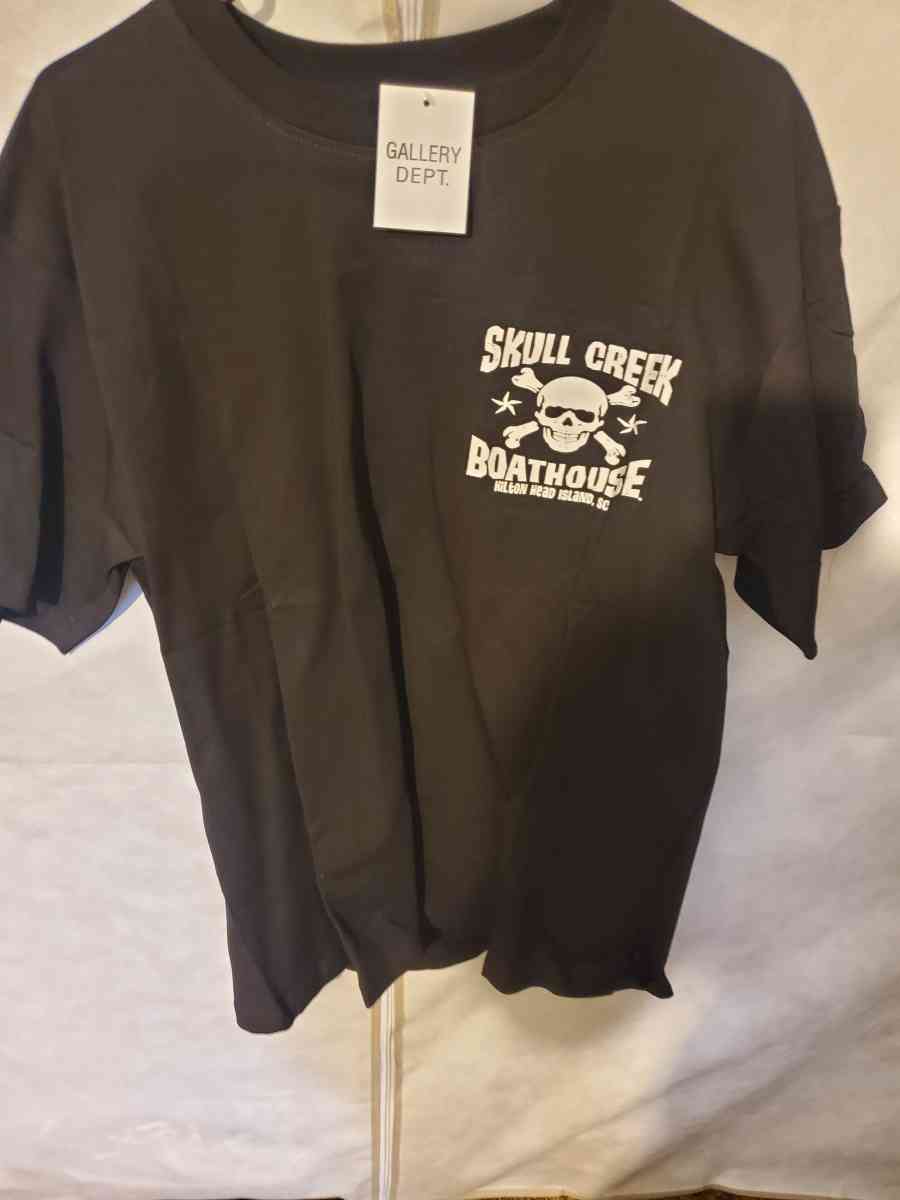 GALLERY
DEPT.
SKULL CREEK
BOATHOUSE
HILTON HEAD ISLAND, SC